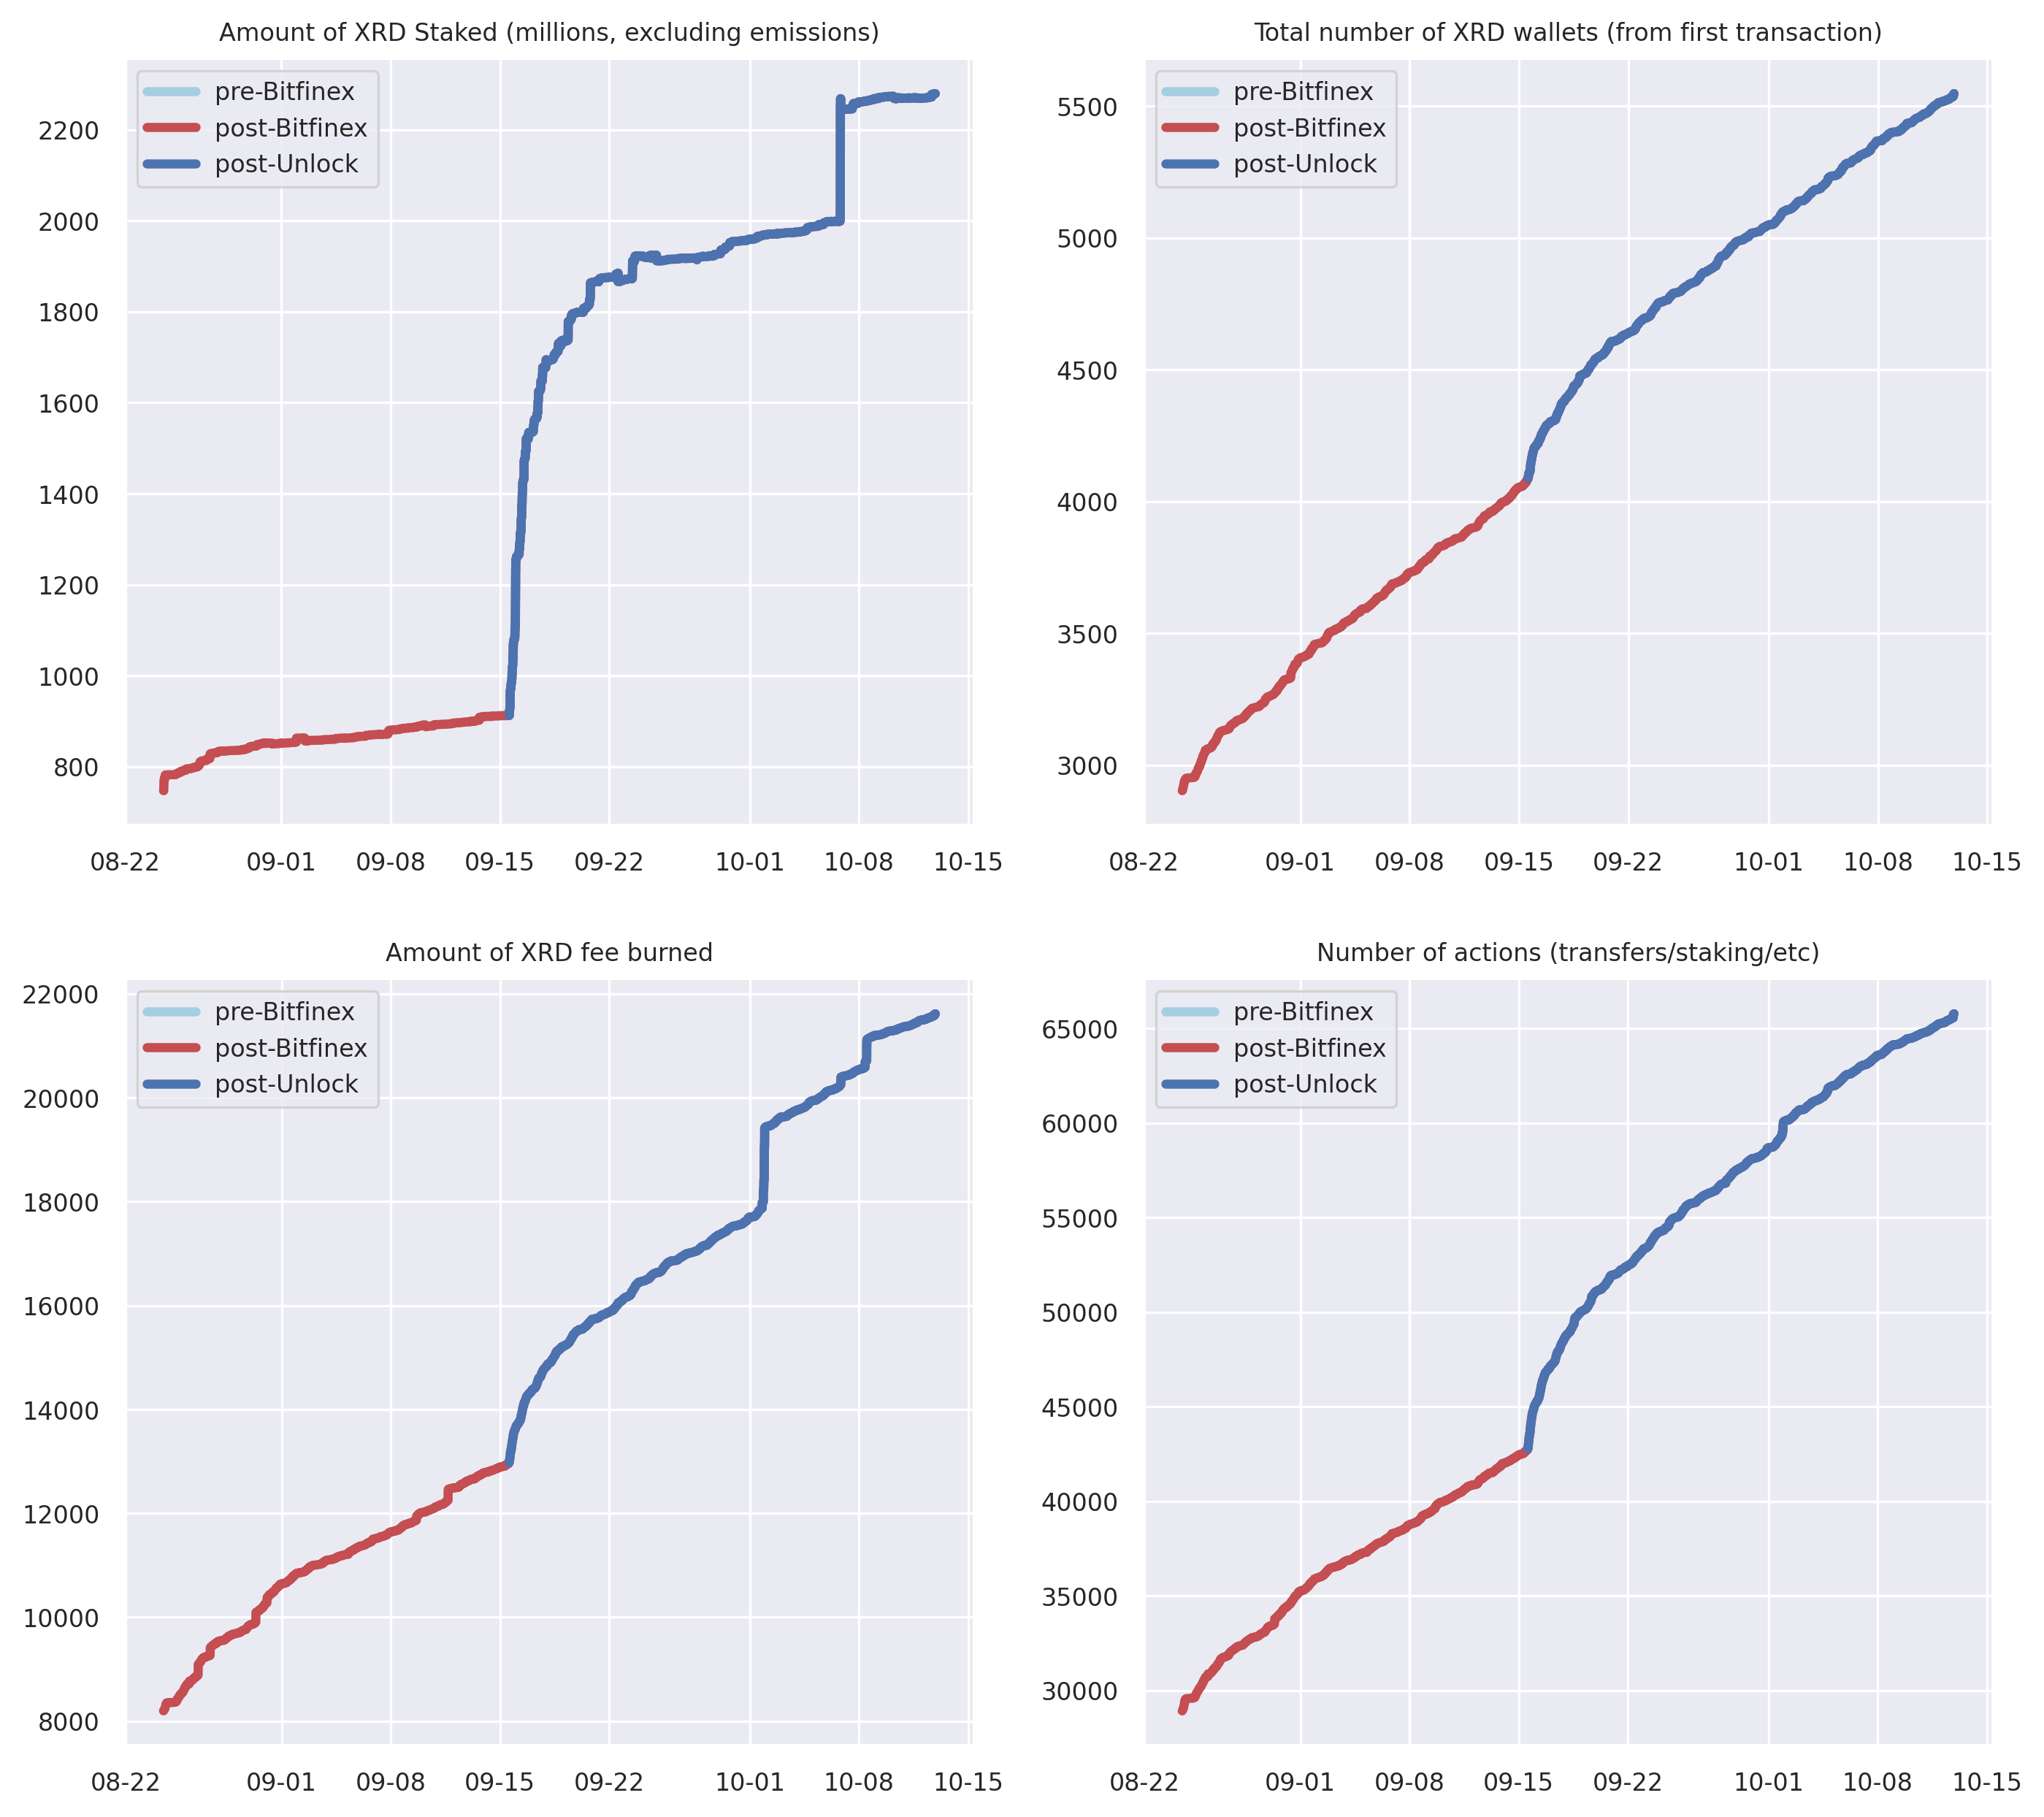 Amount of XRD Staked (millions, excluding emissions)
pre-Bitfinex
post-Bitfinex
post-Unlock
2200
2000
1800
1600
1400
1200
1000
800
08-22 09-01 09-08 09-15 09-22 10-01 10-08 10-15
Total number of XRD wallets (from first transaction)
pre-Bitfinex
post-Bitfinex
post-Unlock
5500
5000
4500
4000
3500
3000
08-22 09-01 09-08 09-15 09-22 10-01 10-08 10-15
Amount of XRD fee burned
pre-Bitfinex
post-Bitfinex
post-Unlock
22000
20000
18000
16000
14000
12000
10000
8000
08-22 09-01 09-08 09-15 09-22 10-01 10-08 10-15
Number of actions (transfers/staking/etc)
pre-Bitfinex
post-Bitfinex
post-Unlock
65000
60000
55000
50000
45000
40000
35000
30000
08-22 09-01 09-08 09-15 09-22 10-01 10-08 10-15